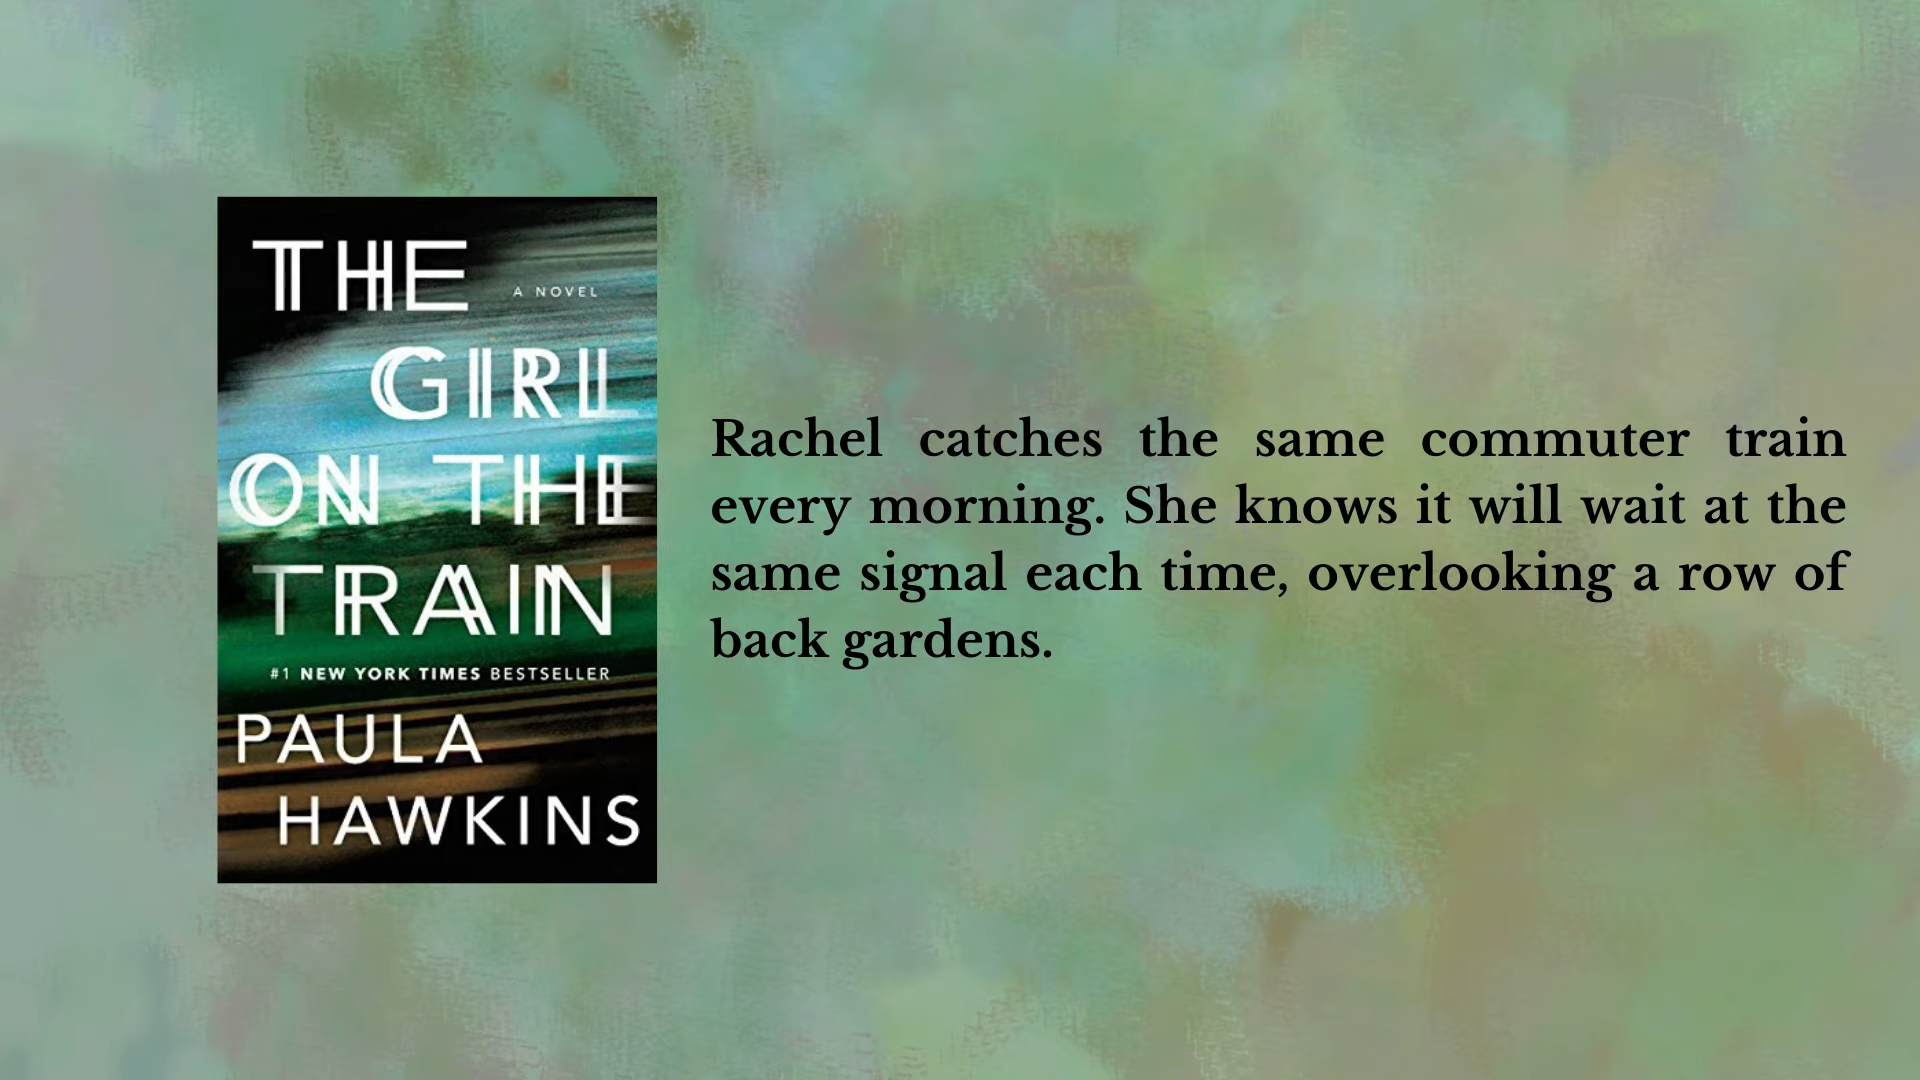 THE
A NOVEL
GIRL
ON THE
TRAIN
#1 NEW YORK TIMES BESTSELLER
PAULA
HAWKINS
Rachel catches the same commuter train
every morning. She knows it will wait at the
same signal each time, overlooking a row of
back gardens.